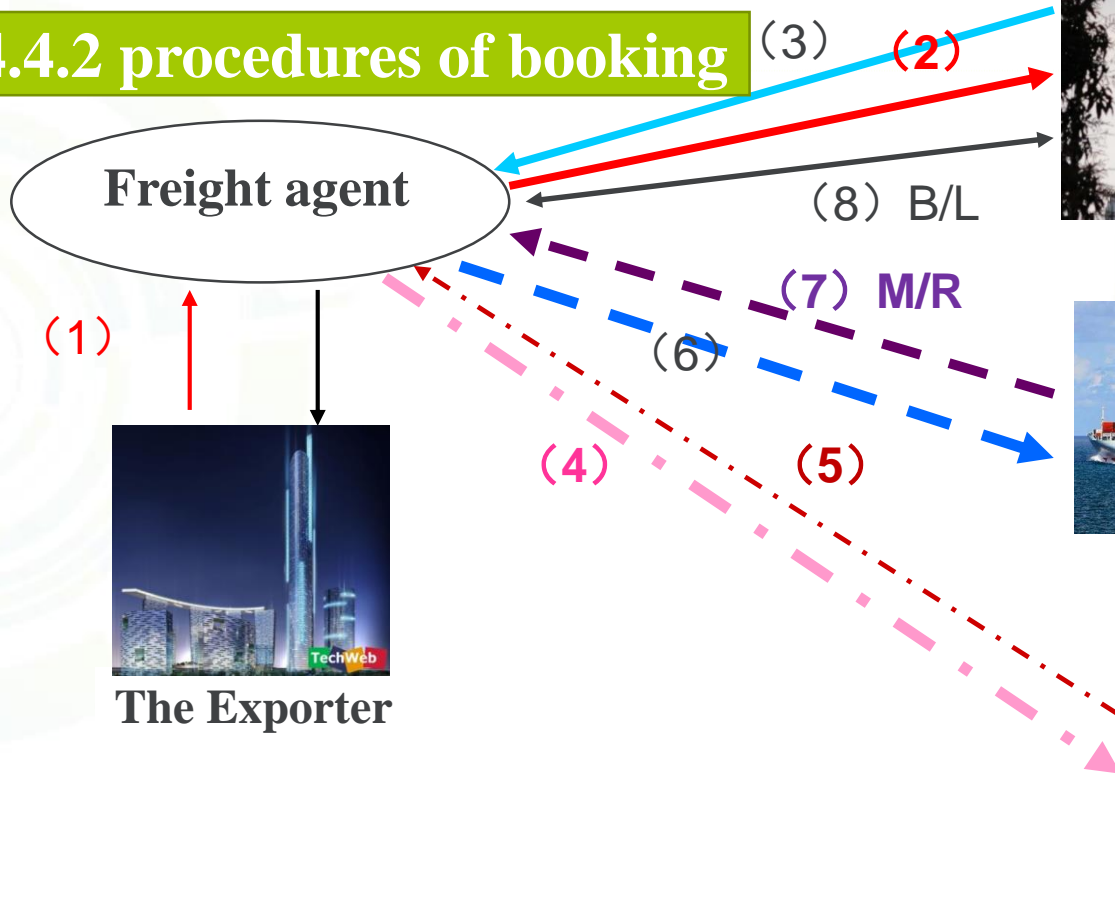 4.4.2 procedures of booking
（3）
（2）
Freight agent
（8）B/L
（7）M/R
（1）
（6）
（4）
（5）
TechWeb
The Exporter